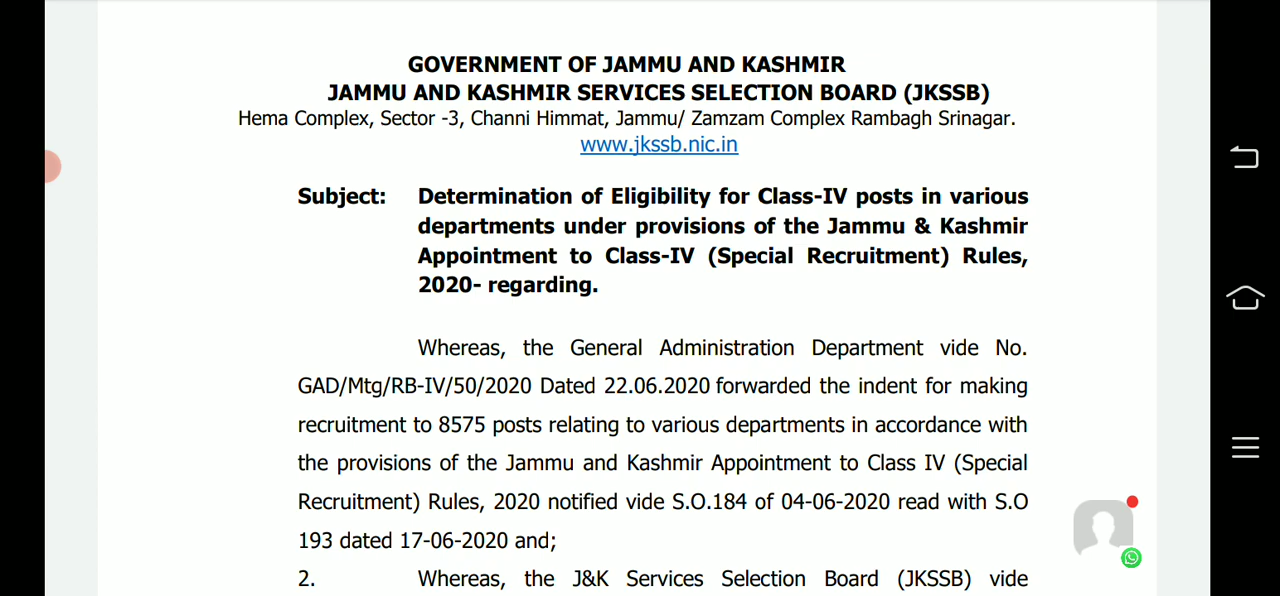 GOVERNMENT OF JAMMU AND KASHMIR
JAMMU AND KASHMIR SERVICES SELECTION BOARD (JKSSB)
Hema Complex, Sector -3, Channi Himmat, Jammu/ Zamzam Complex Rambagh Srinagar.
www.jkssb.nic.in
Subject: Determination of Eligibility for Class-IV posts in various
departments under provisions of the Jammu & Kashmir
Appointment to Class-IV (Special Recruitment) Rules,
2020- regarding.
Whereas, the General Administration Department vide No.
GAD/Mtg/RB-IV/50/2020 Dated 22.06.2020 forwarded the indent for making
recruitment to 8575 posts relating to various departments in accordance with
the provisions of the Jammu and Kashmir Appointment to Class IV (Special
Recruitment) Rules, 2020 notified vide S.O.184 of 04-06-2020 read with S.O
193 dated 17-06-2020 and;
2. Whereas, the J&K Services Selection Board (JKSSB) vide